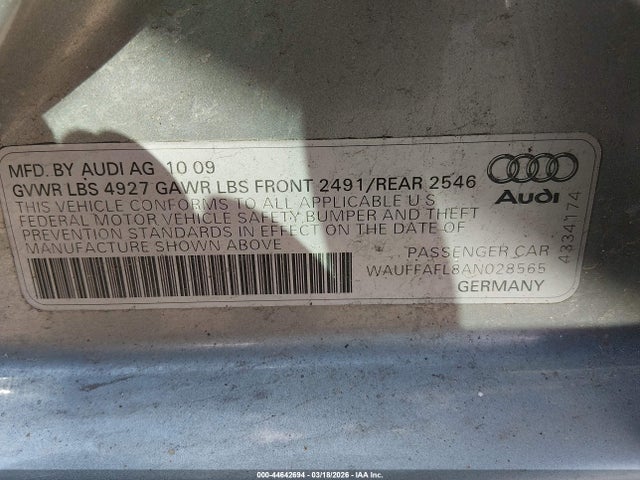 MFD. BY AUDI AG 10 09
GVWR LBS 4927 GAWR LBS FRONT 2491/REAR 2546
THIS VEHICLE CONFORMS TO ALL APPLICABLE U S
FEDERAL MOTOR VEHICLE SAFETY BUMPER AND THEFT
PREVENTION STANDARDS IN EFFECT ON THE DATE OF
MANUFACTURE SHOWN ABOVE
PASSENGER CAR
WAUFFAFL8AN028565
GERMANY
Audi
4334174
000-44642694 | 03/18/2026 - IAA Inc.